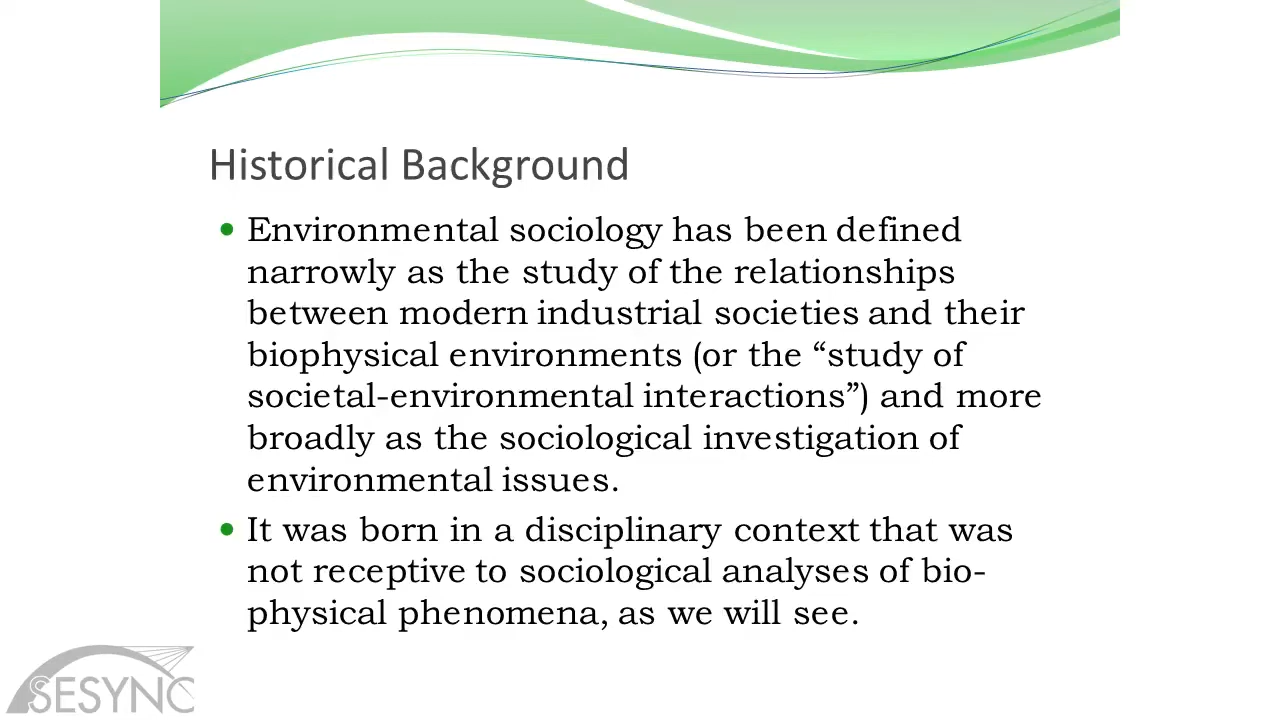 Historical Background
• Environmental sociology has been defined
narrowly as the study of the relationships
between modern industrial societies and their
biophysical environments (or the “study of
societal-environmental interactions”) and more
broadly as the sociological investigation of
environmental issues.
• It was born in a disciplinary context that was
not receptive to sociological analyses of bio-
physical phenomena, as we will see.
SESYNC